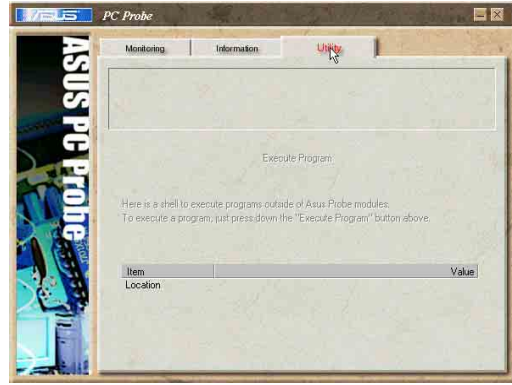 ASUS PC Probe
Monitoring Information Utility
ASUS PC Probe
Execute Program
Here is a shell to execute programs outside of Asus Probe modules.
To execute a program, just press down the "Execute Program" button above.
Item Value
Location